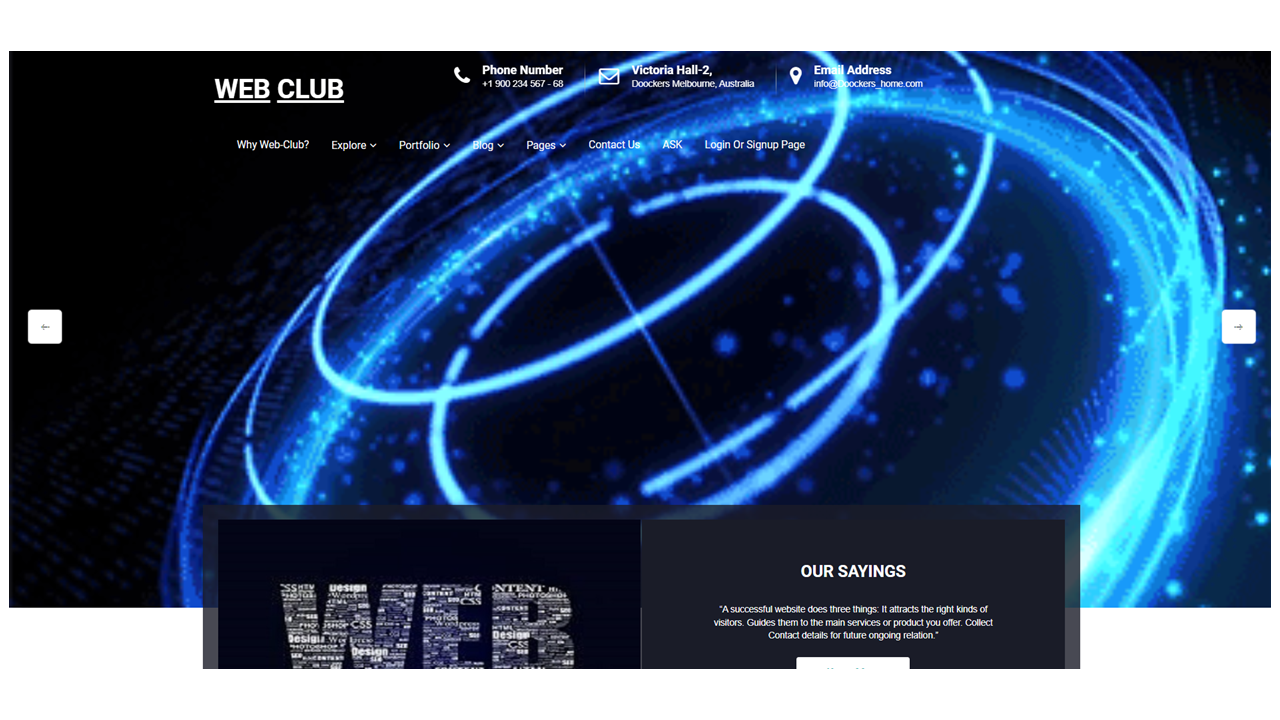 WEB CLUB
Phone Number
+1 900 234 567 - 68
Victoria Hall-2,
Doockers Melbourne, Australia
Email Address
info@Doockers_home.com
Why Web-Club?
Explore
Portfolio
Blog
Pages
Contact Us
ASK
Login Or Signup Page
WEB
OUR SAYINGS
“A successful website does three things: It attracts the right kinds of
visitors. Guides them to the main services or product you offer. Collect
Contact details for future ongoing relation.”